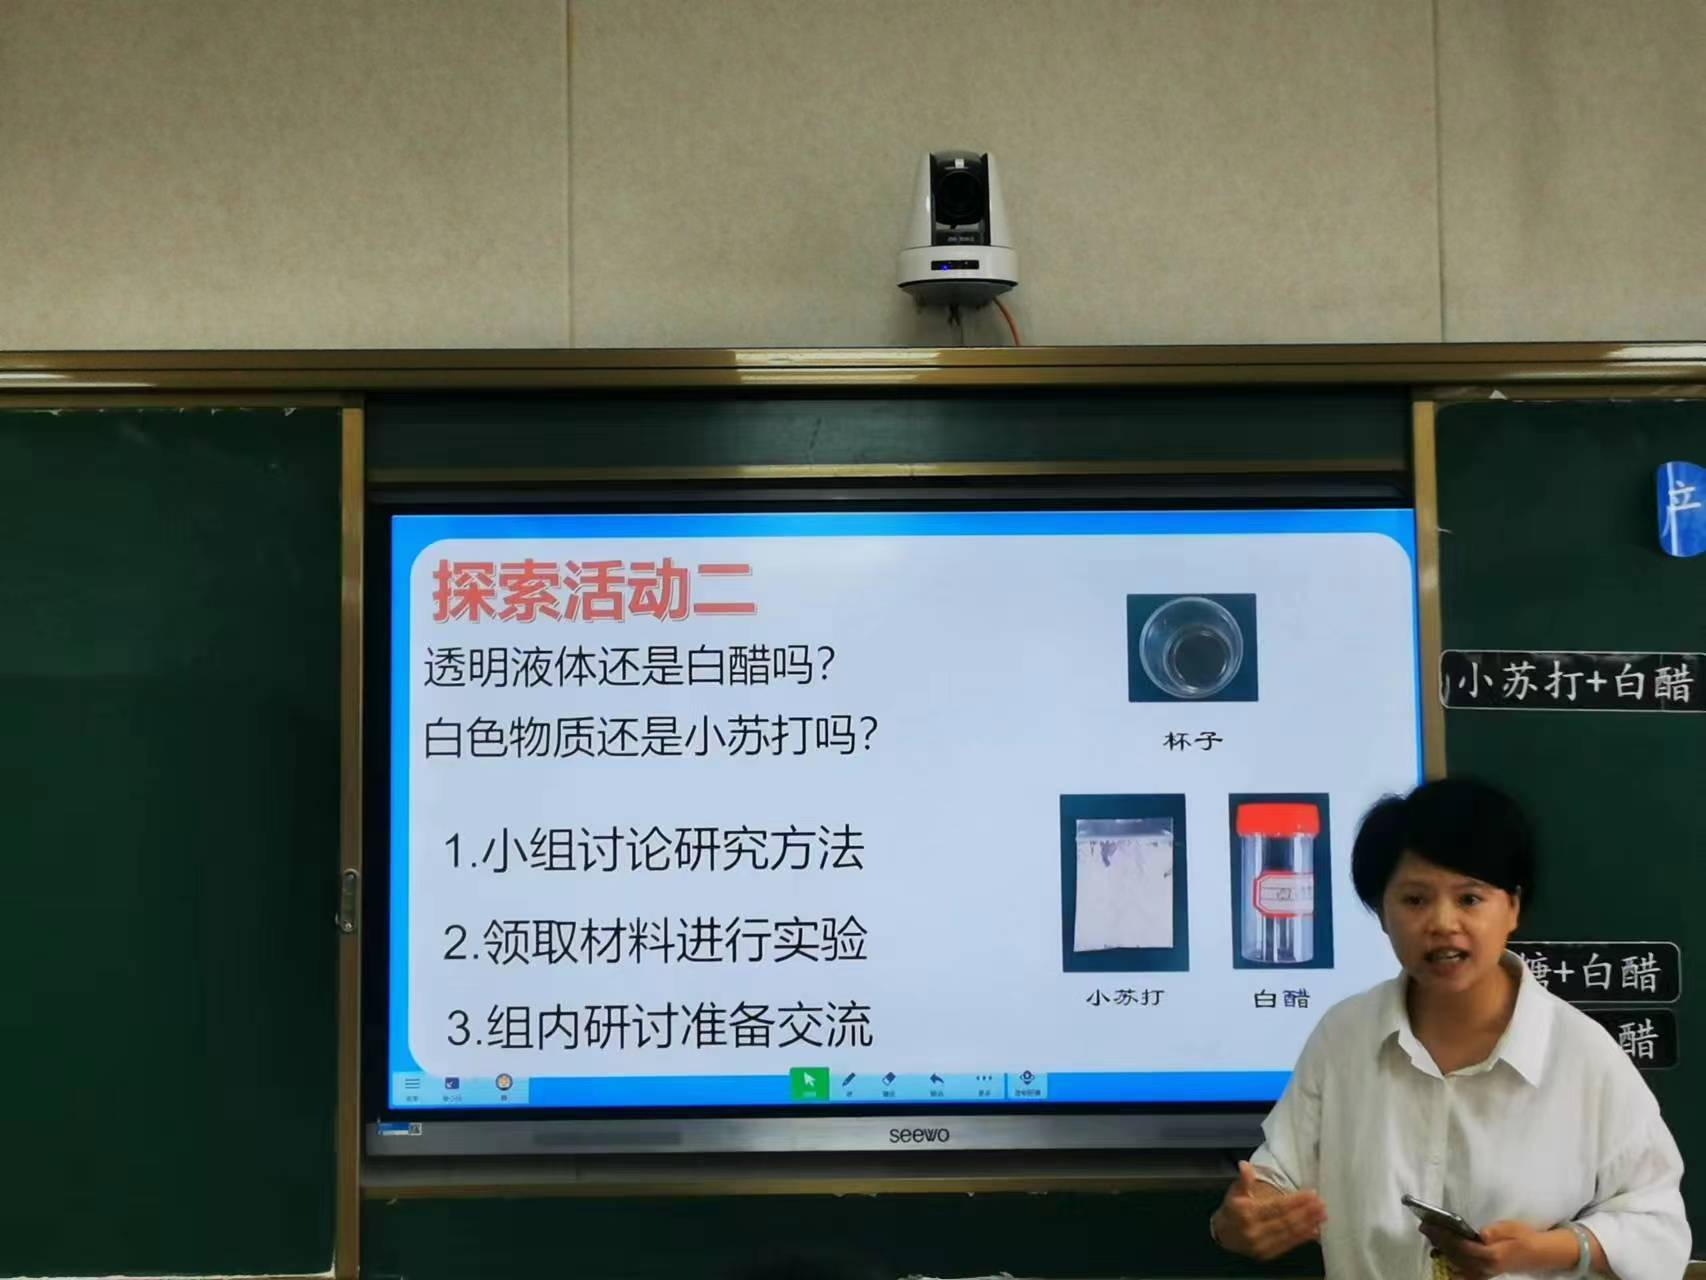 探索活动二
透明液体还是白醋吗?
白色物质还是小苏打吗?
1.小组讨论研究方法
2.领取材料进行实验
3.组内研讨准备交流
杯子
小苏打
白醋
seewo
产
小苏打+白醋
糖+白醋
醋